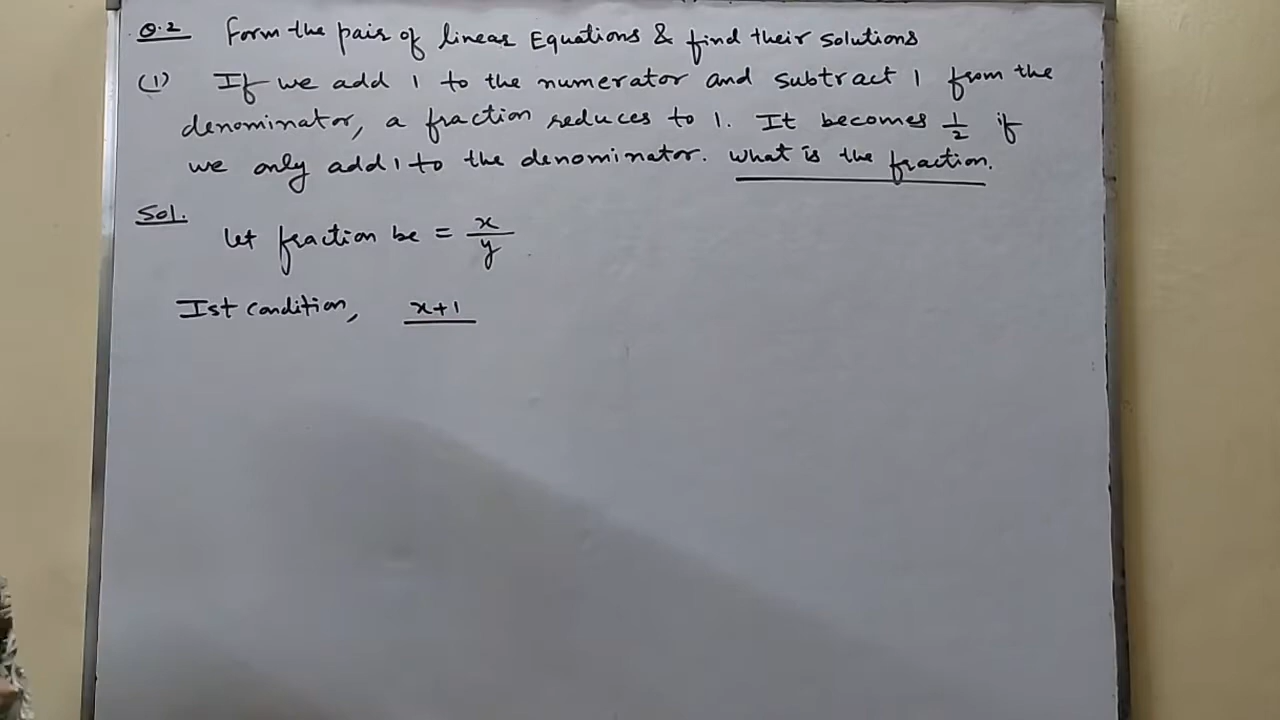 Q.2 Form the pair of linear Equations & find their solutions
(1) If we add 1 to the numerator and subtract 1 from the
denominator, a fraction reduces to 1. It becomes 1/2 if
we only add 1 to the denominator. What is the fraction.
Sol.
Let fraction be = x/y
Ist condition, x+1